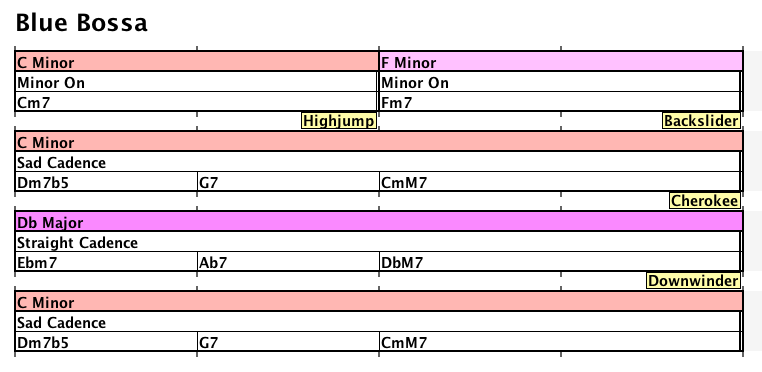 Blue Bossa
C Minor F Minor
Minor On Minor On
Cm7 Fm7
Highjump Backslider
C Minor
Sad Cadence
Dm7b5 G7 CmM7
Cherokee
Db Major
Straight Cadence
Ebm7 Ab7 DbM7
Downwinder
C Minor
Sad Cadence
Dm7b5 G7 CmM7